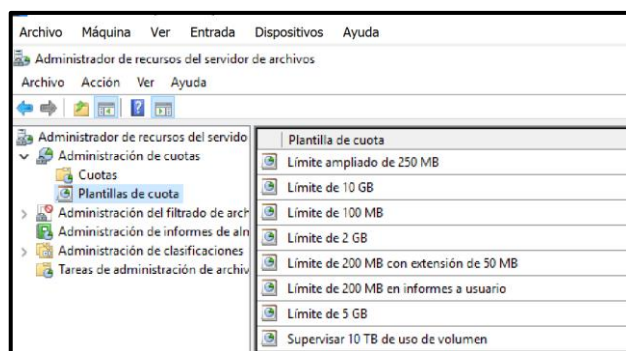 Archivo Máquina Ver Entrada Dispositivos Ayuda
Administrador de recursos del servidor de archivos
Archivo Acción Ver Ayuda
Administrador de recursos del servido
Administración de cuotas
Cuotas
Plantillas de cuota
Administración del filtrado de arch
Administración de informes de aln
Administración de clasificaciones
Tareas de administración de archiv
Plantilla de cuota
Límite ampliado de 250 MB
Límite de 10 GB
Límite de 100 MB
Límite de 2 GB
Límite de 200 MB con extensión de 50 MB
Límite de 200 MB en informes a usuario
Límite de 5 GB
Supervisar 10 TB de uso de volumen